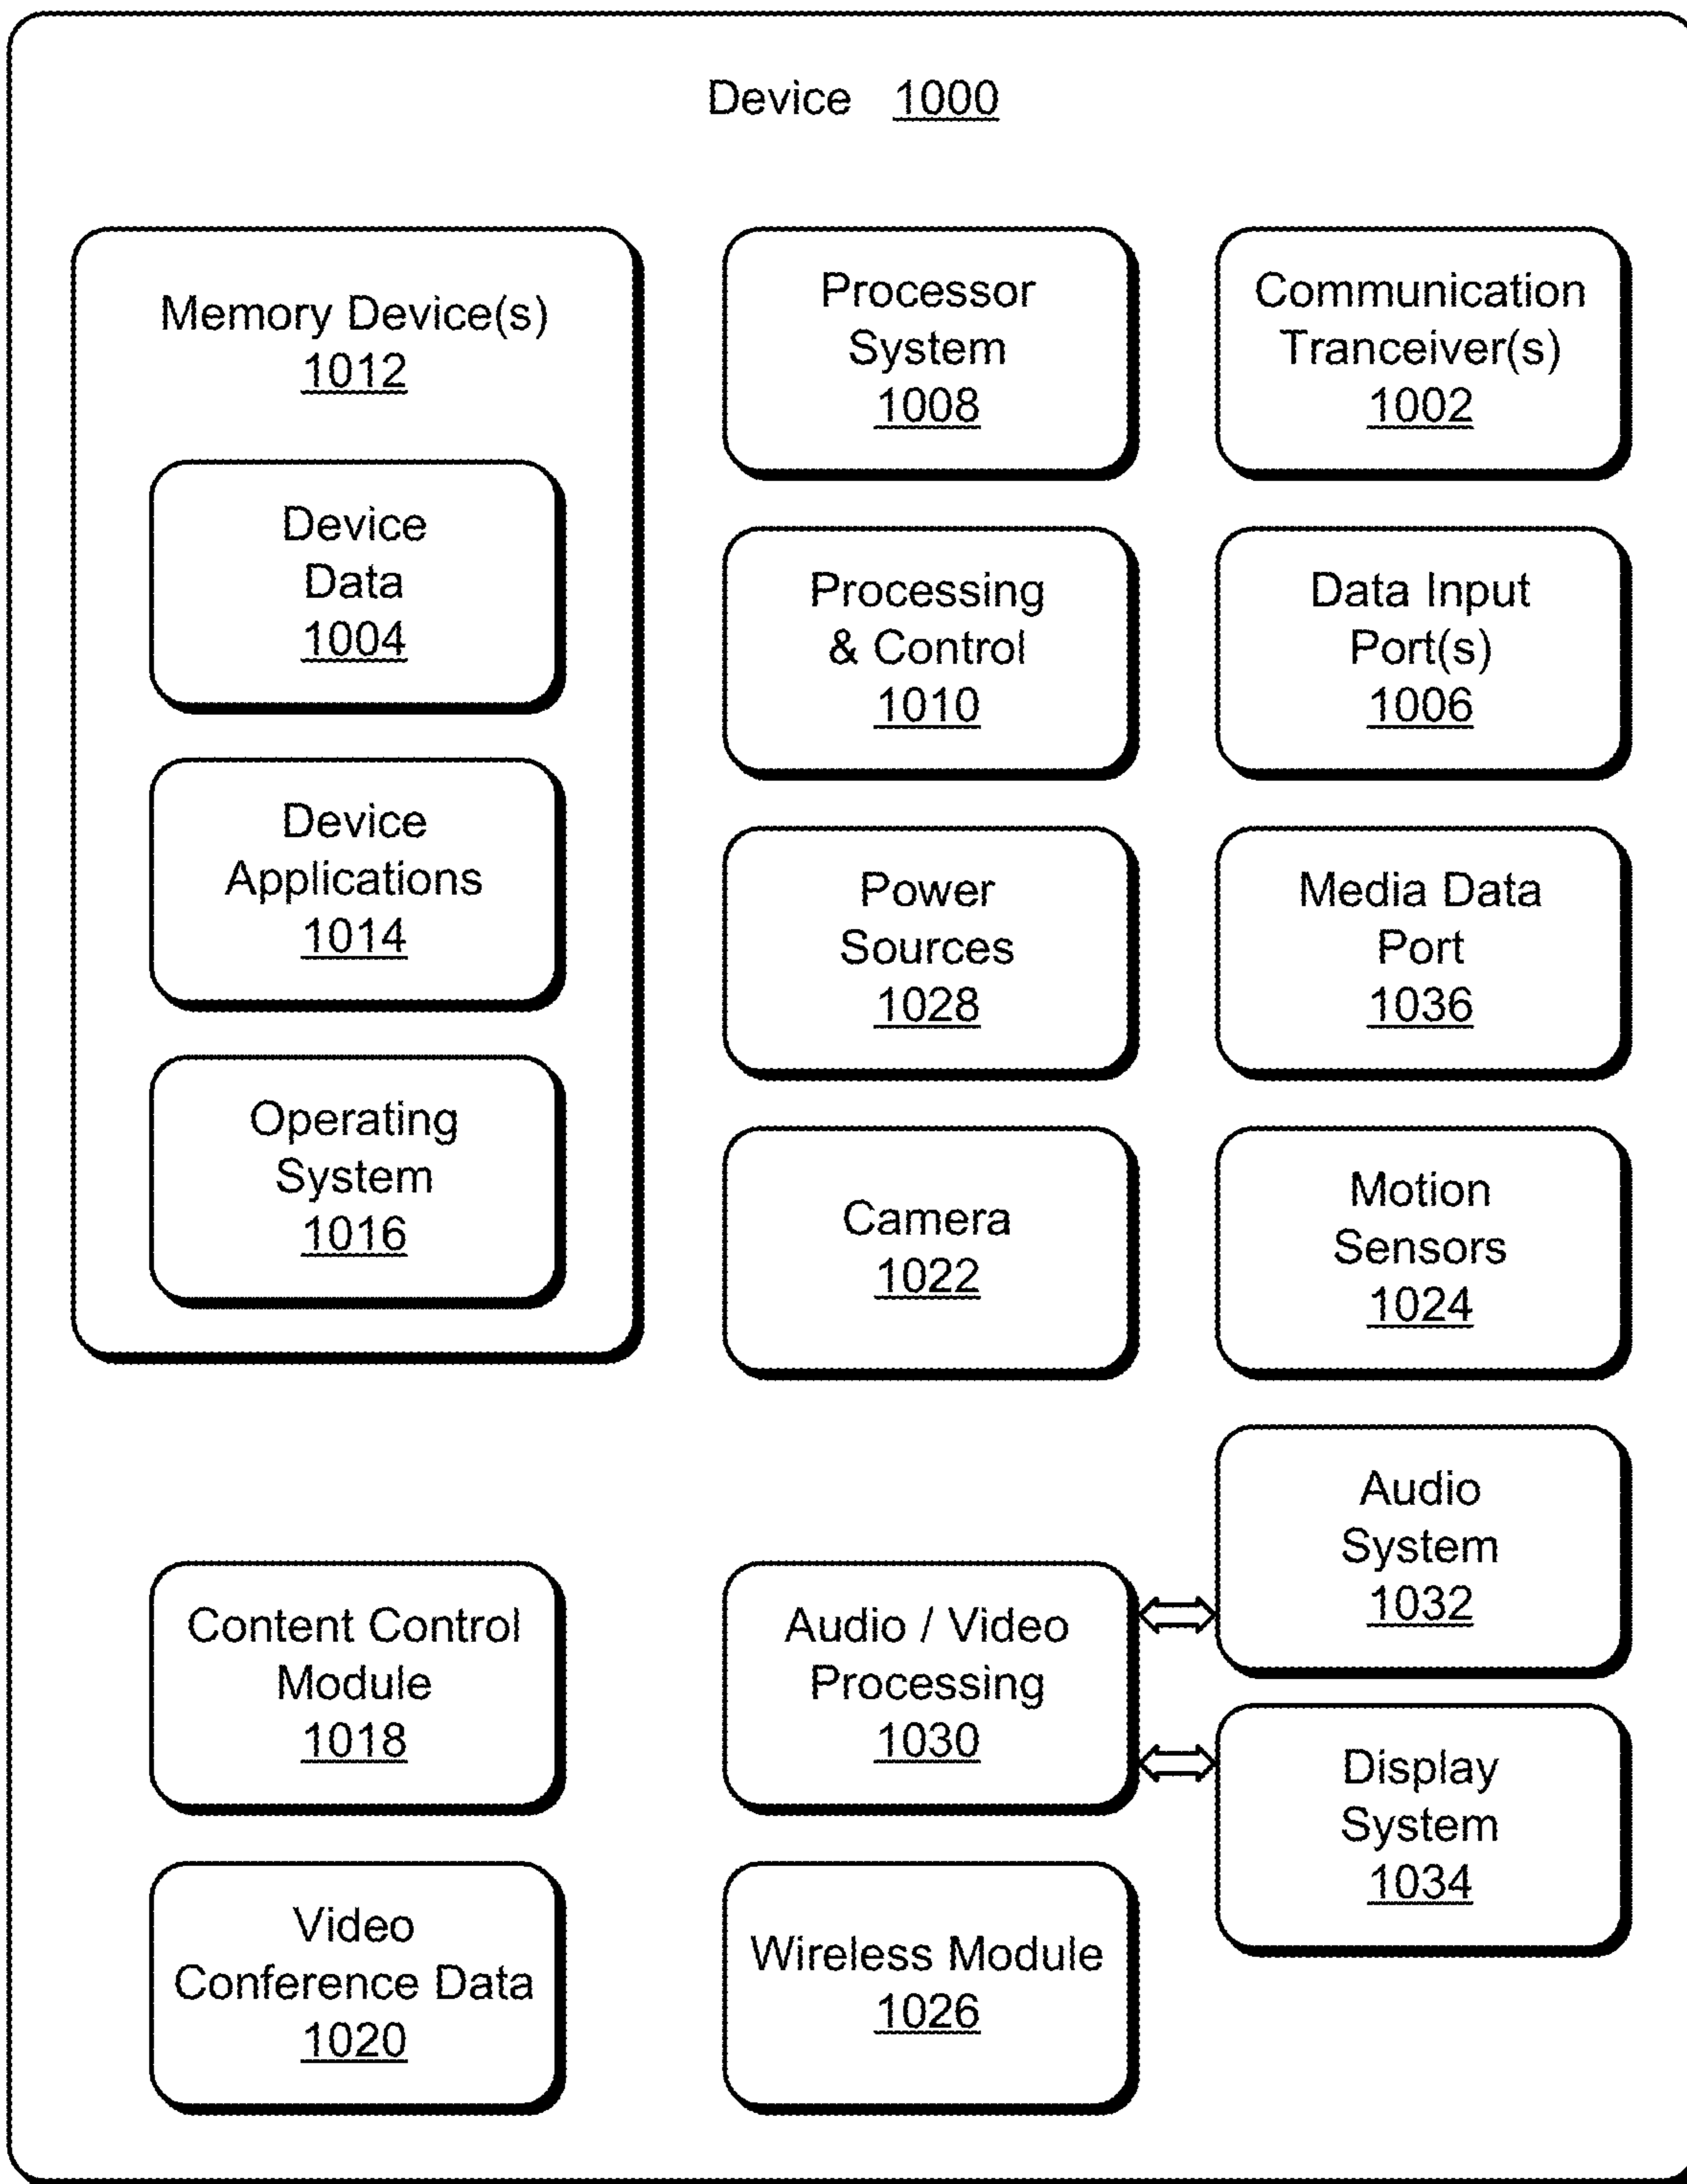 Device 1000
Memory Device(s)
1012
Device
Data
1004
Device
Applications
1014
Operating
System
1016
Processor
System
1008
Communication
Tranceiver(s)
1002
Processing
& Control
1010
Data Input
Port(s)
1006
Power
Sources
1028
Media Data
Port
1036
Camera
1022
Motion
Sensors
1024
Content Control
Module
1018
Audio / Video
Processing
1030
Audio
System
1032
Display
System
1034
Video
Conference Data
1020
Wireless Module
1026